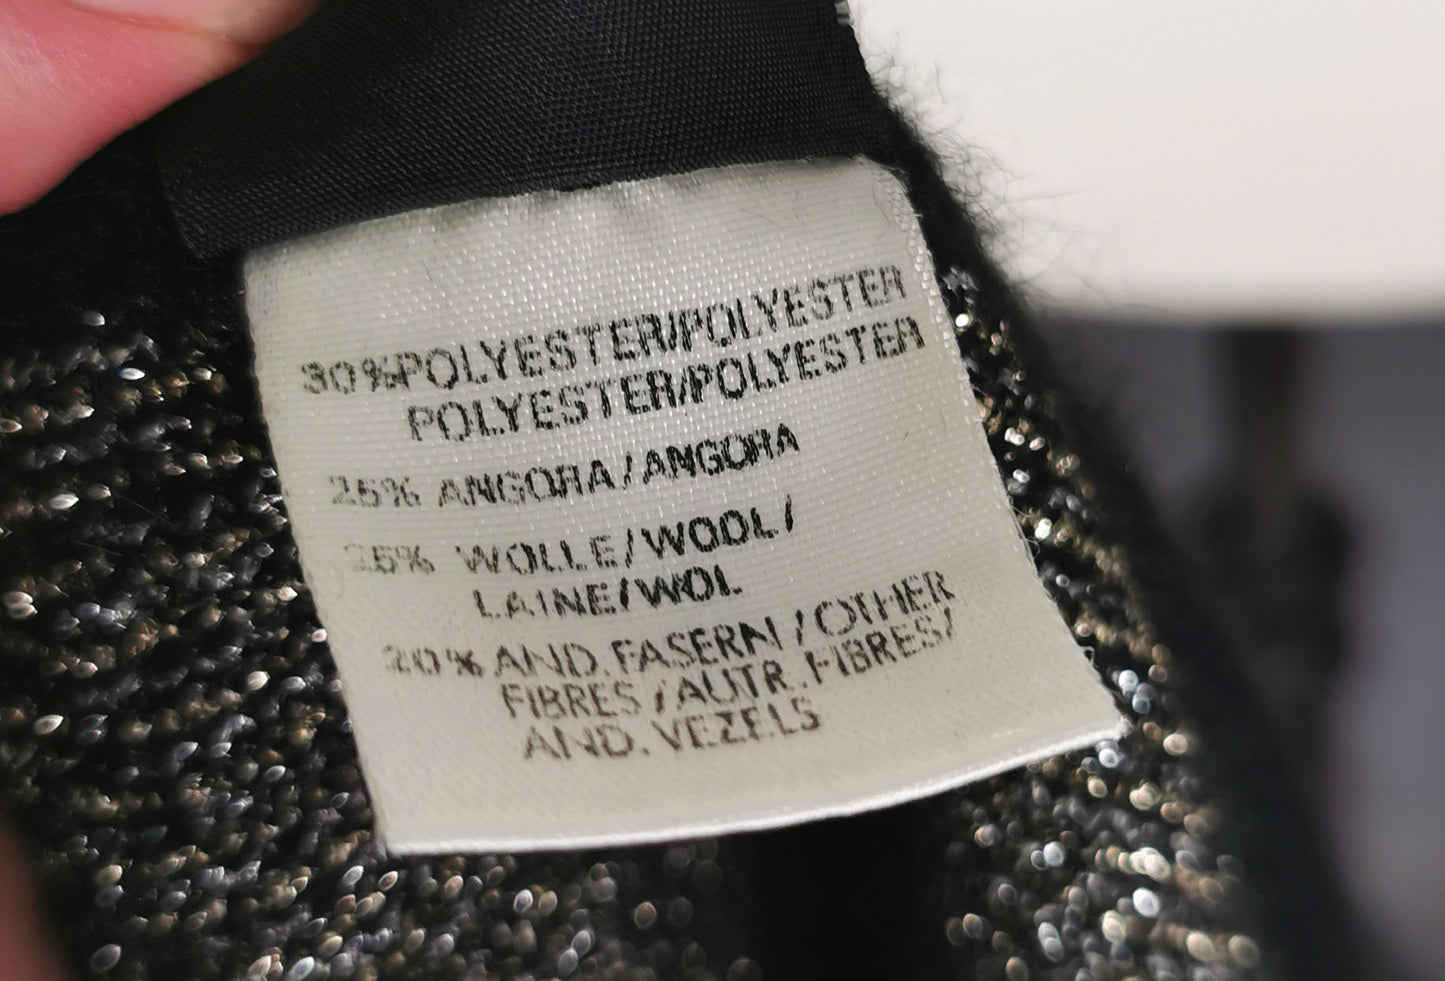 30%POLYESTER/POLYESTER
POLYESTER/POLYESTER
25% ANGORA/ANGORA
25% WOLLE/WOOL/
LAINE/WOL
20% AND.FASERN/OTHER
FIBRES/AUTR.FIBRES/
AND.VEZELS